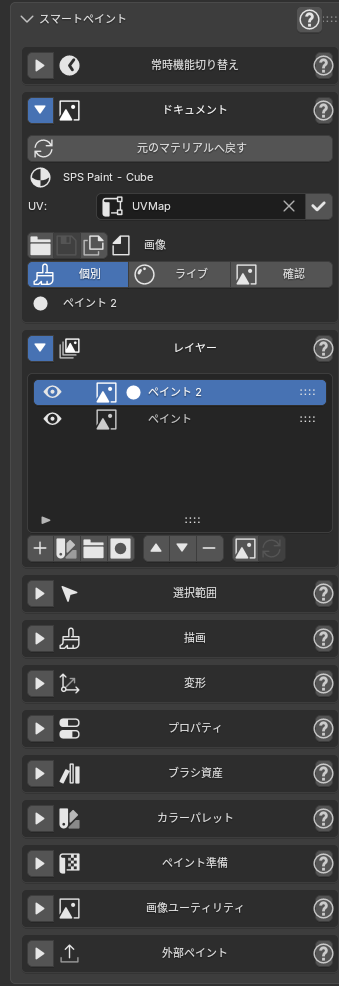 スマートペイント
常時機能切り替え
ドキュメント
元のマテリアルへ戻す
SPS Paint - Cube
UV: UVMap
画像
個別 ライブ 確認
ペイント 2
レイヤー
ペイント 2
ペイント
選択範囲
描画
変形
プロパティ
ブラシ資産
カラーパレット
ペイント準備
画像ユーティリティ
外部ペイント